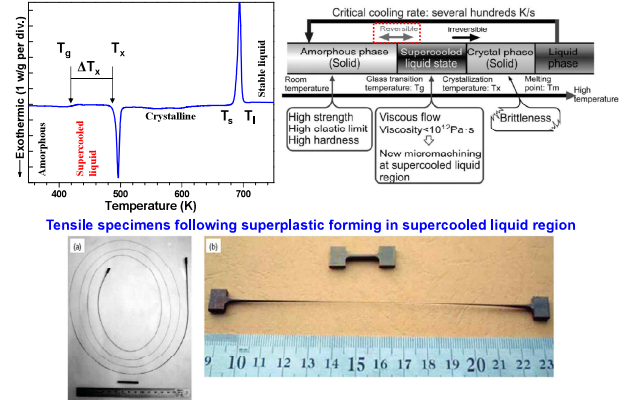 Exothermic (1 w/g per div.)
Tg
Tx
ΔTx
Amorphous
Supercooled
liquid
Crystalline
Ts
Tl
Stable liquid
400
500
600
700
Temperature (K)
Critical cooling rate: several hundreds K/s
Reversible
Irreversible
Amorphous phase
(Solid)
Supercooled
liquid state
Crystal phase
(Solid)
Liquid
phase
Room
temperature
Glass transition
temperature: Tg
Crystallization
temperature: Tx
Melting
point: Tm
High
temperature
High strength
High elastic limit
High hardness
Viscous flow
Viscosity<10¹²Pa·s
New micromachining
at supercooled liquid
region
Brittleness
Tensile specimens following superplastic forming in supercooled liquid region
(a)
(b)
9 10 11 12 13 14 15 16 17 18 19 20 21 22 23